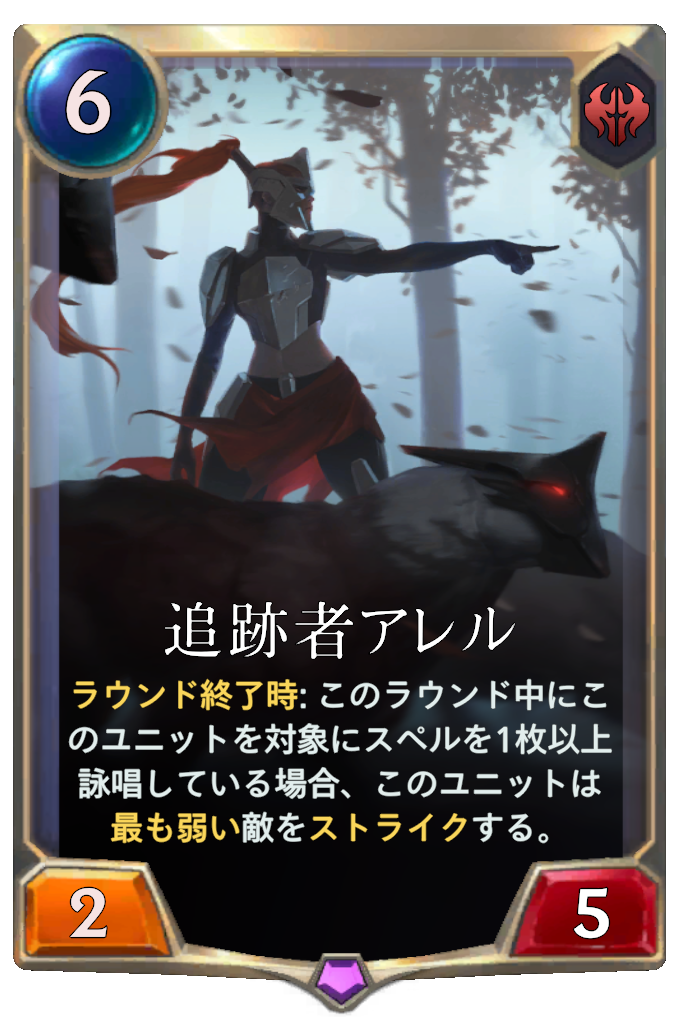 6
追跡者アレル
ラウンド終了時: このラウンド中にこ
のユニットを対象にスペルを1枚以上
詠唱している場合、このユニットは
最も弱い敵をストライクする。
2
5